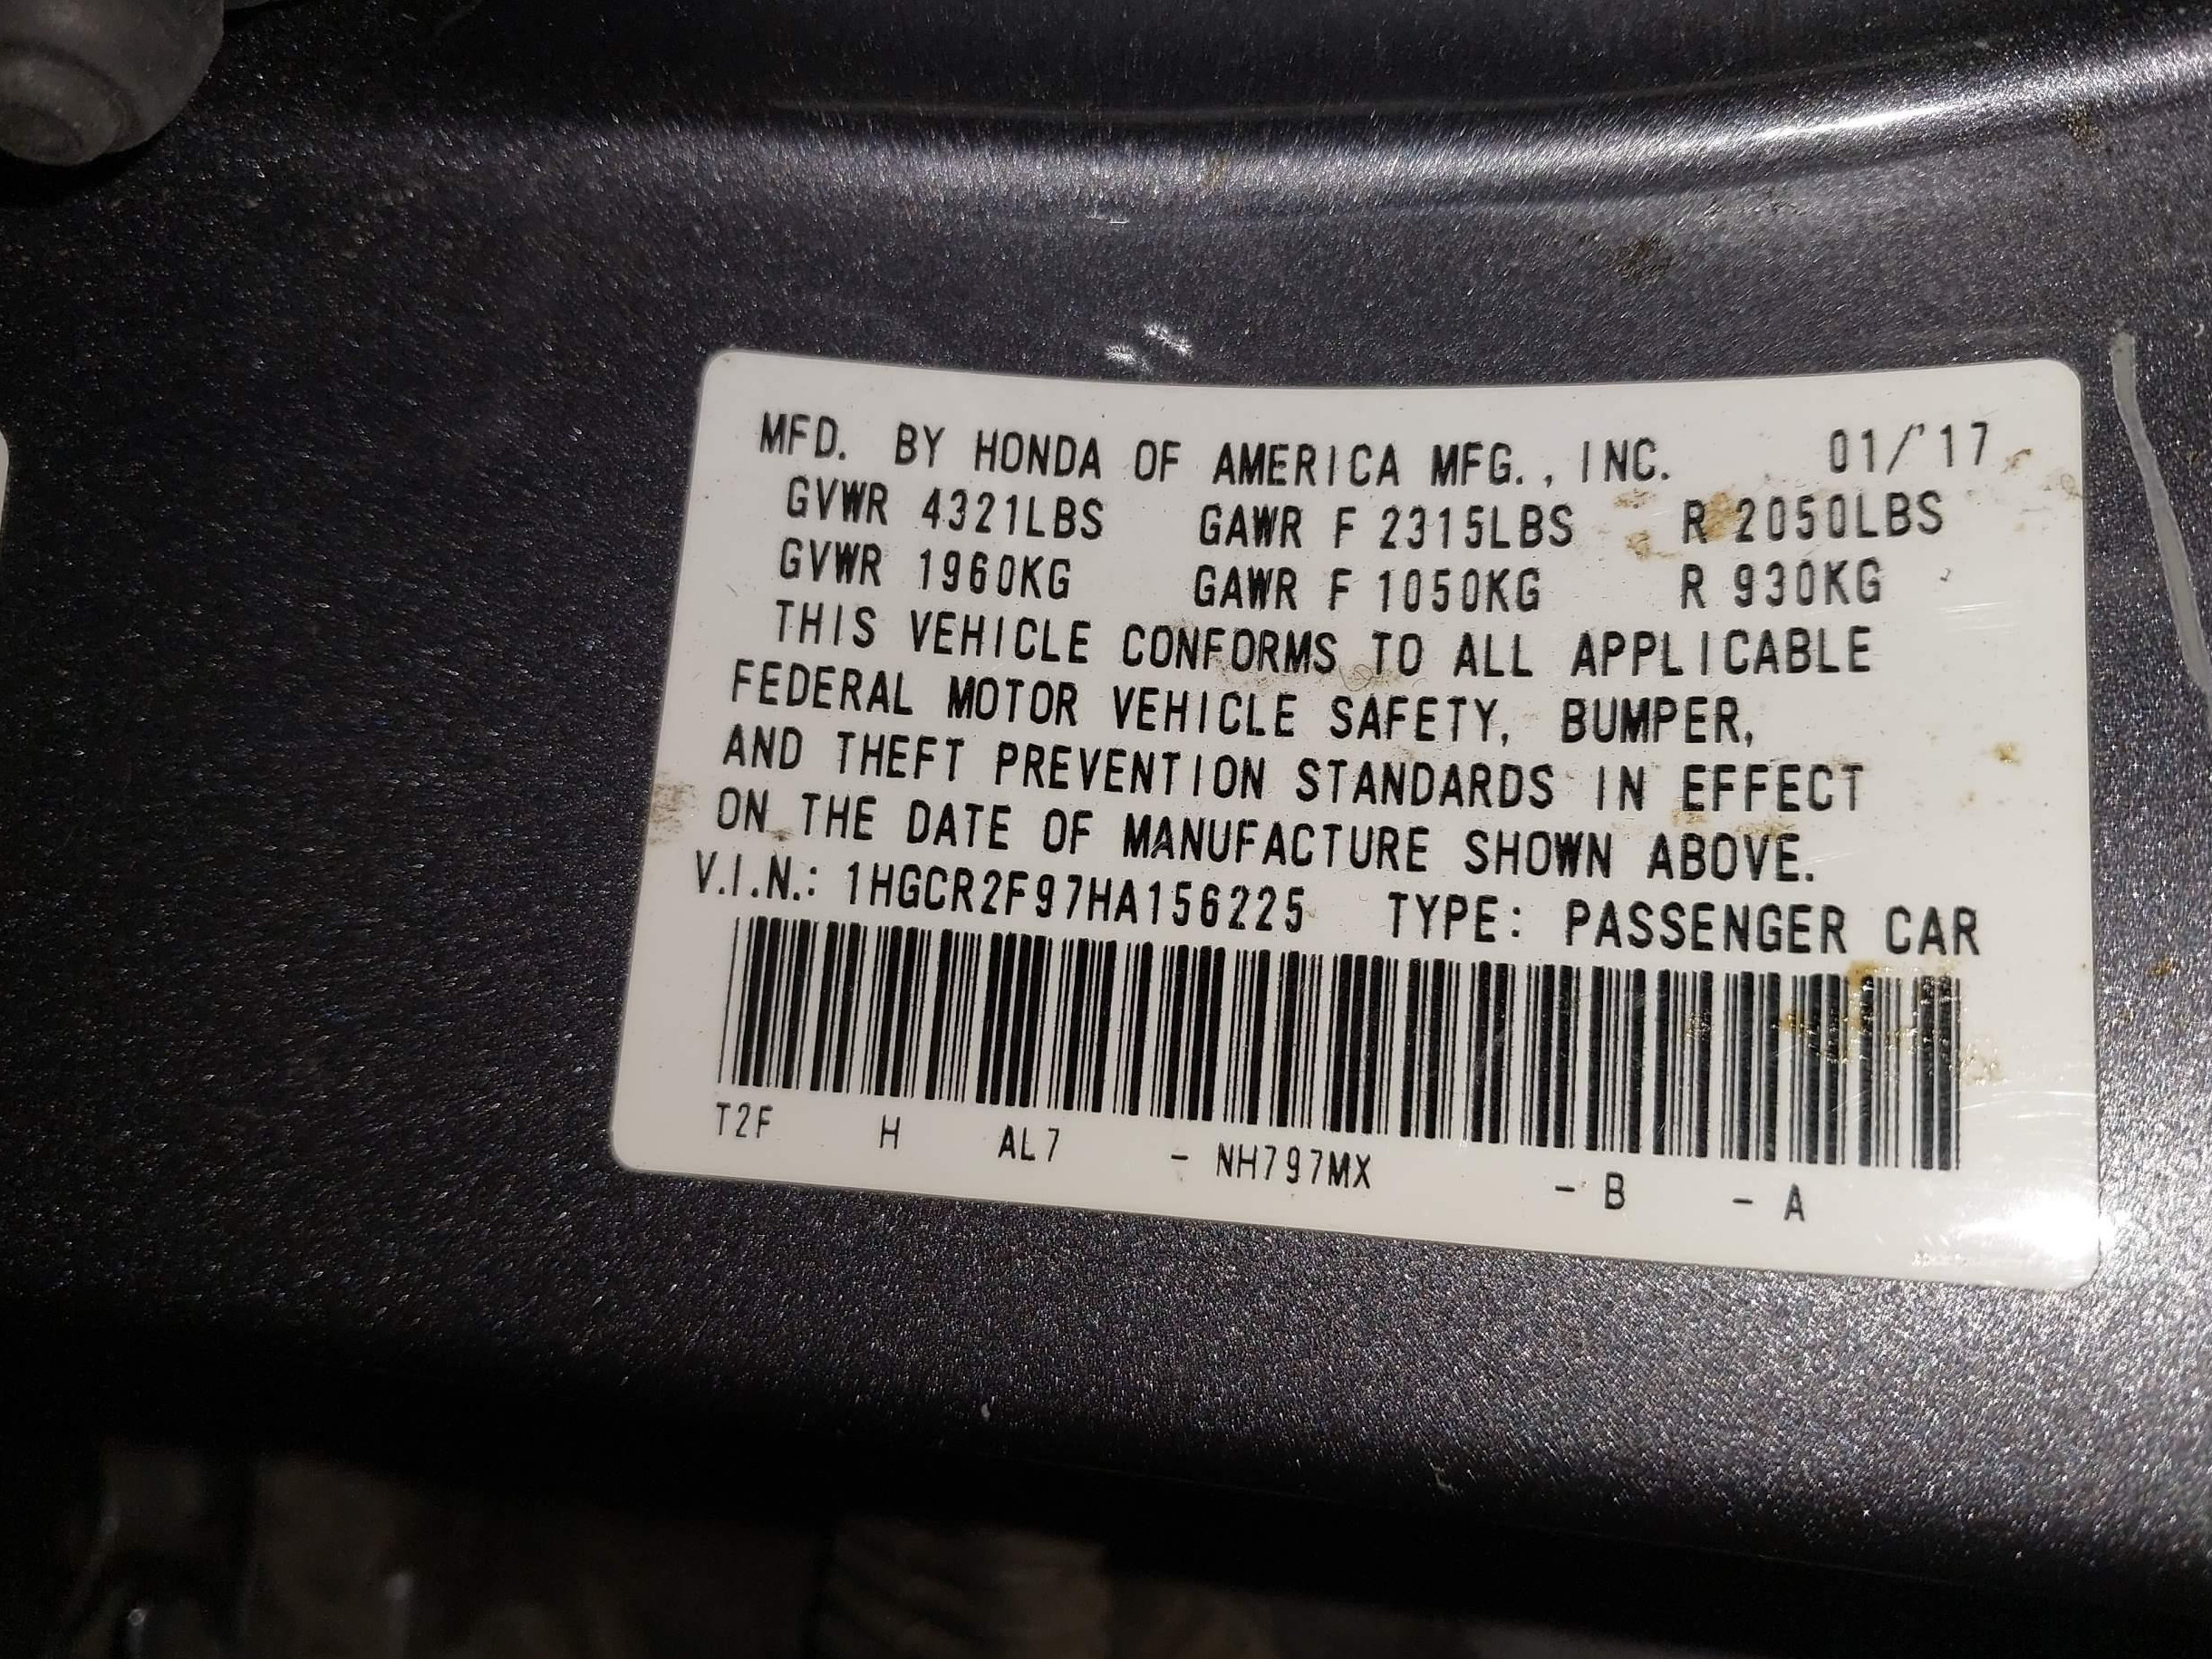 MFD. BY HONDA OF AMERICA MFG., INC. 01/'17
GVWR 4321LBS GAWR F 2315LBS R 2050LBS
GVWR 1960KG GAWR F 1050KG R 930KG
THIS VEHICLE CONFORMS TO ALL APPLICABLE
FEDERAL MOTOR VEHICLE SAFETY, BUMPER,
AND THEFT PREVENTION STANDARDS IN EFFECT
ON THE DATE OF MANUFACTURE SHOWN ABOVE.
V.I.N.: 1HGCR2F97HA156225 TYPE: PASSENGER CAR
T2F H AL7 - NH797MX - B - A